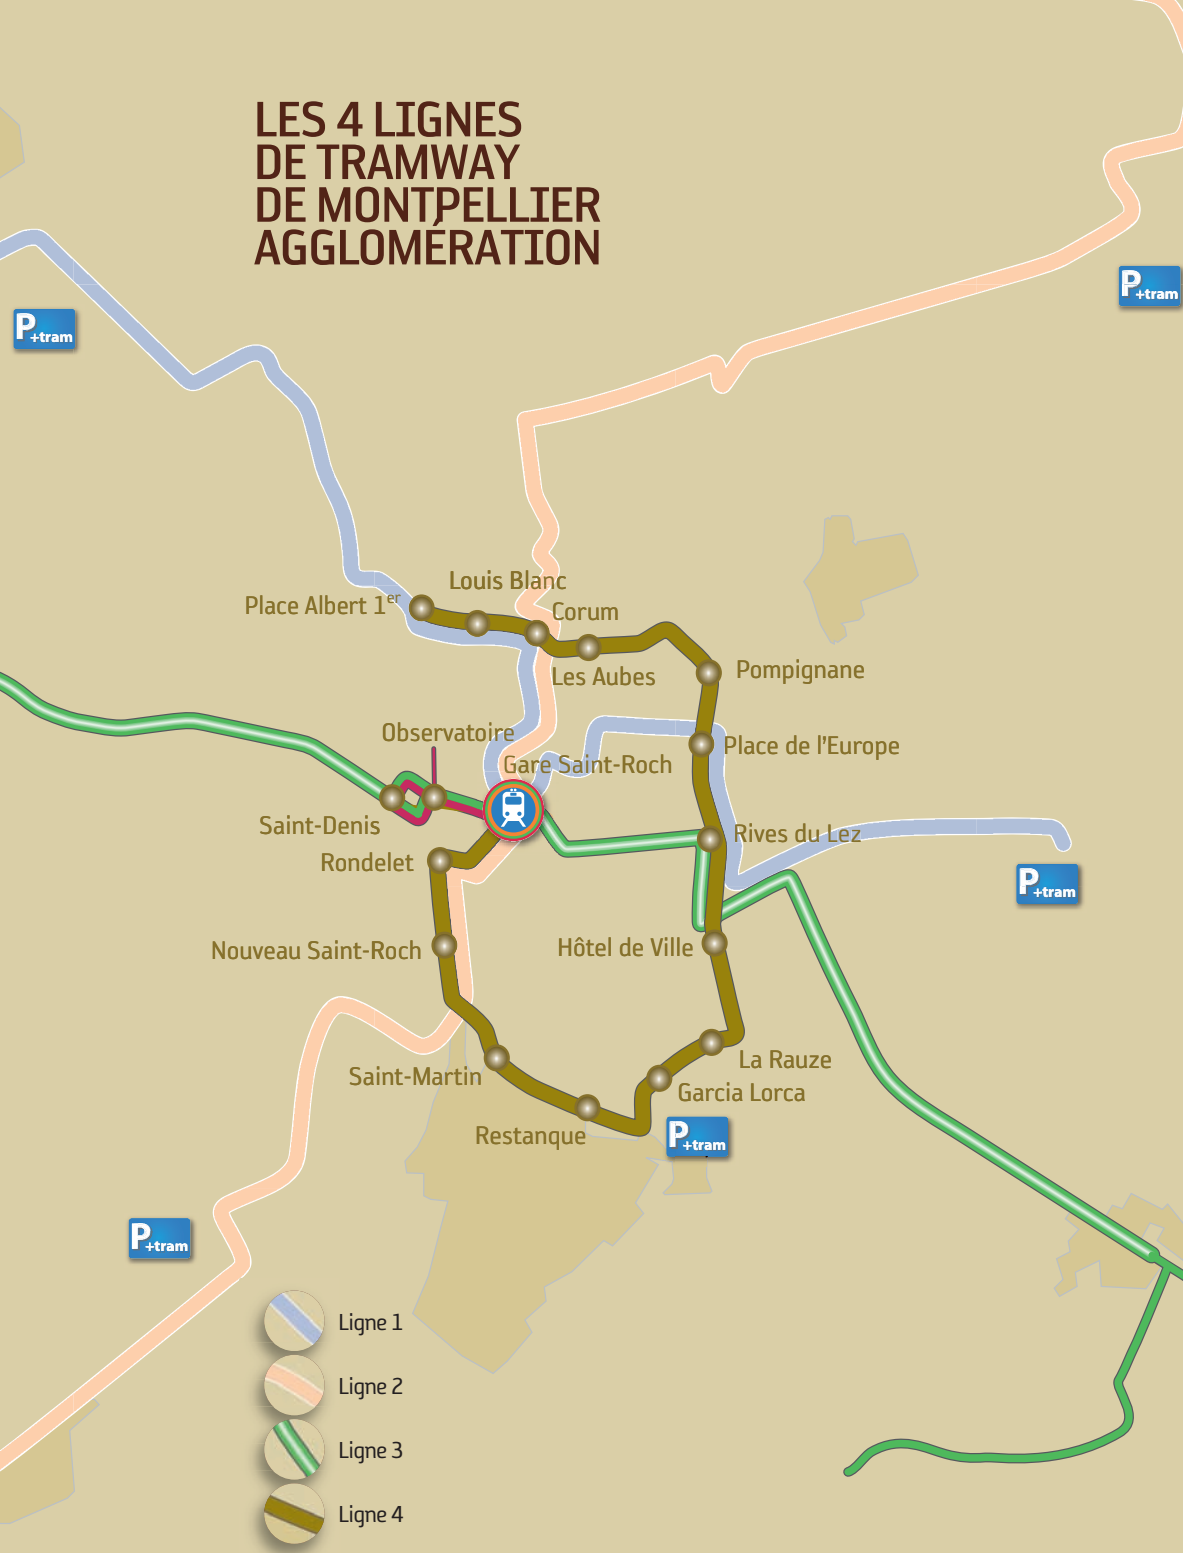 LES 4 LIGNES
DE TRAMWAY
DE MONTPELLIER
AGGLOMÉRATION
P+tram
P+tram
Louis Blanc
Place Albert 1er
Corum
Les Aubes
Pompignane
Observatoire
Place de l'Europe
Gare Saint-Roch
Saint-Denis
Rives du Lez
Rondelet
P+tram
Nouveau Saint-Roch
Hôtel de Ville
La Rauze
Saint-Martin
Garcia Lorca
Restanque
P+tram
P+tram
Ligne 1
Ligne 2
Ligne 3
Ligne 4